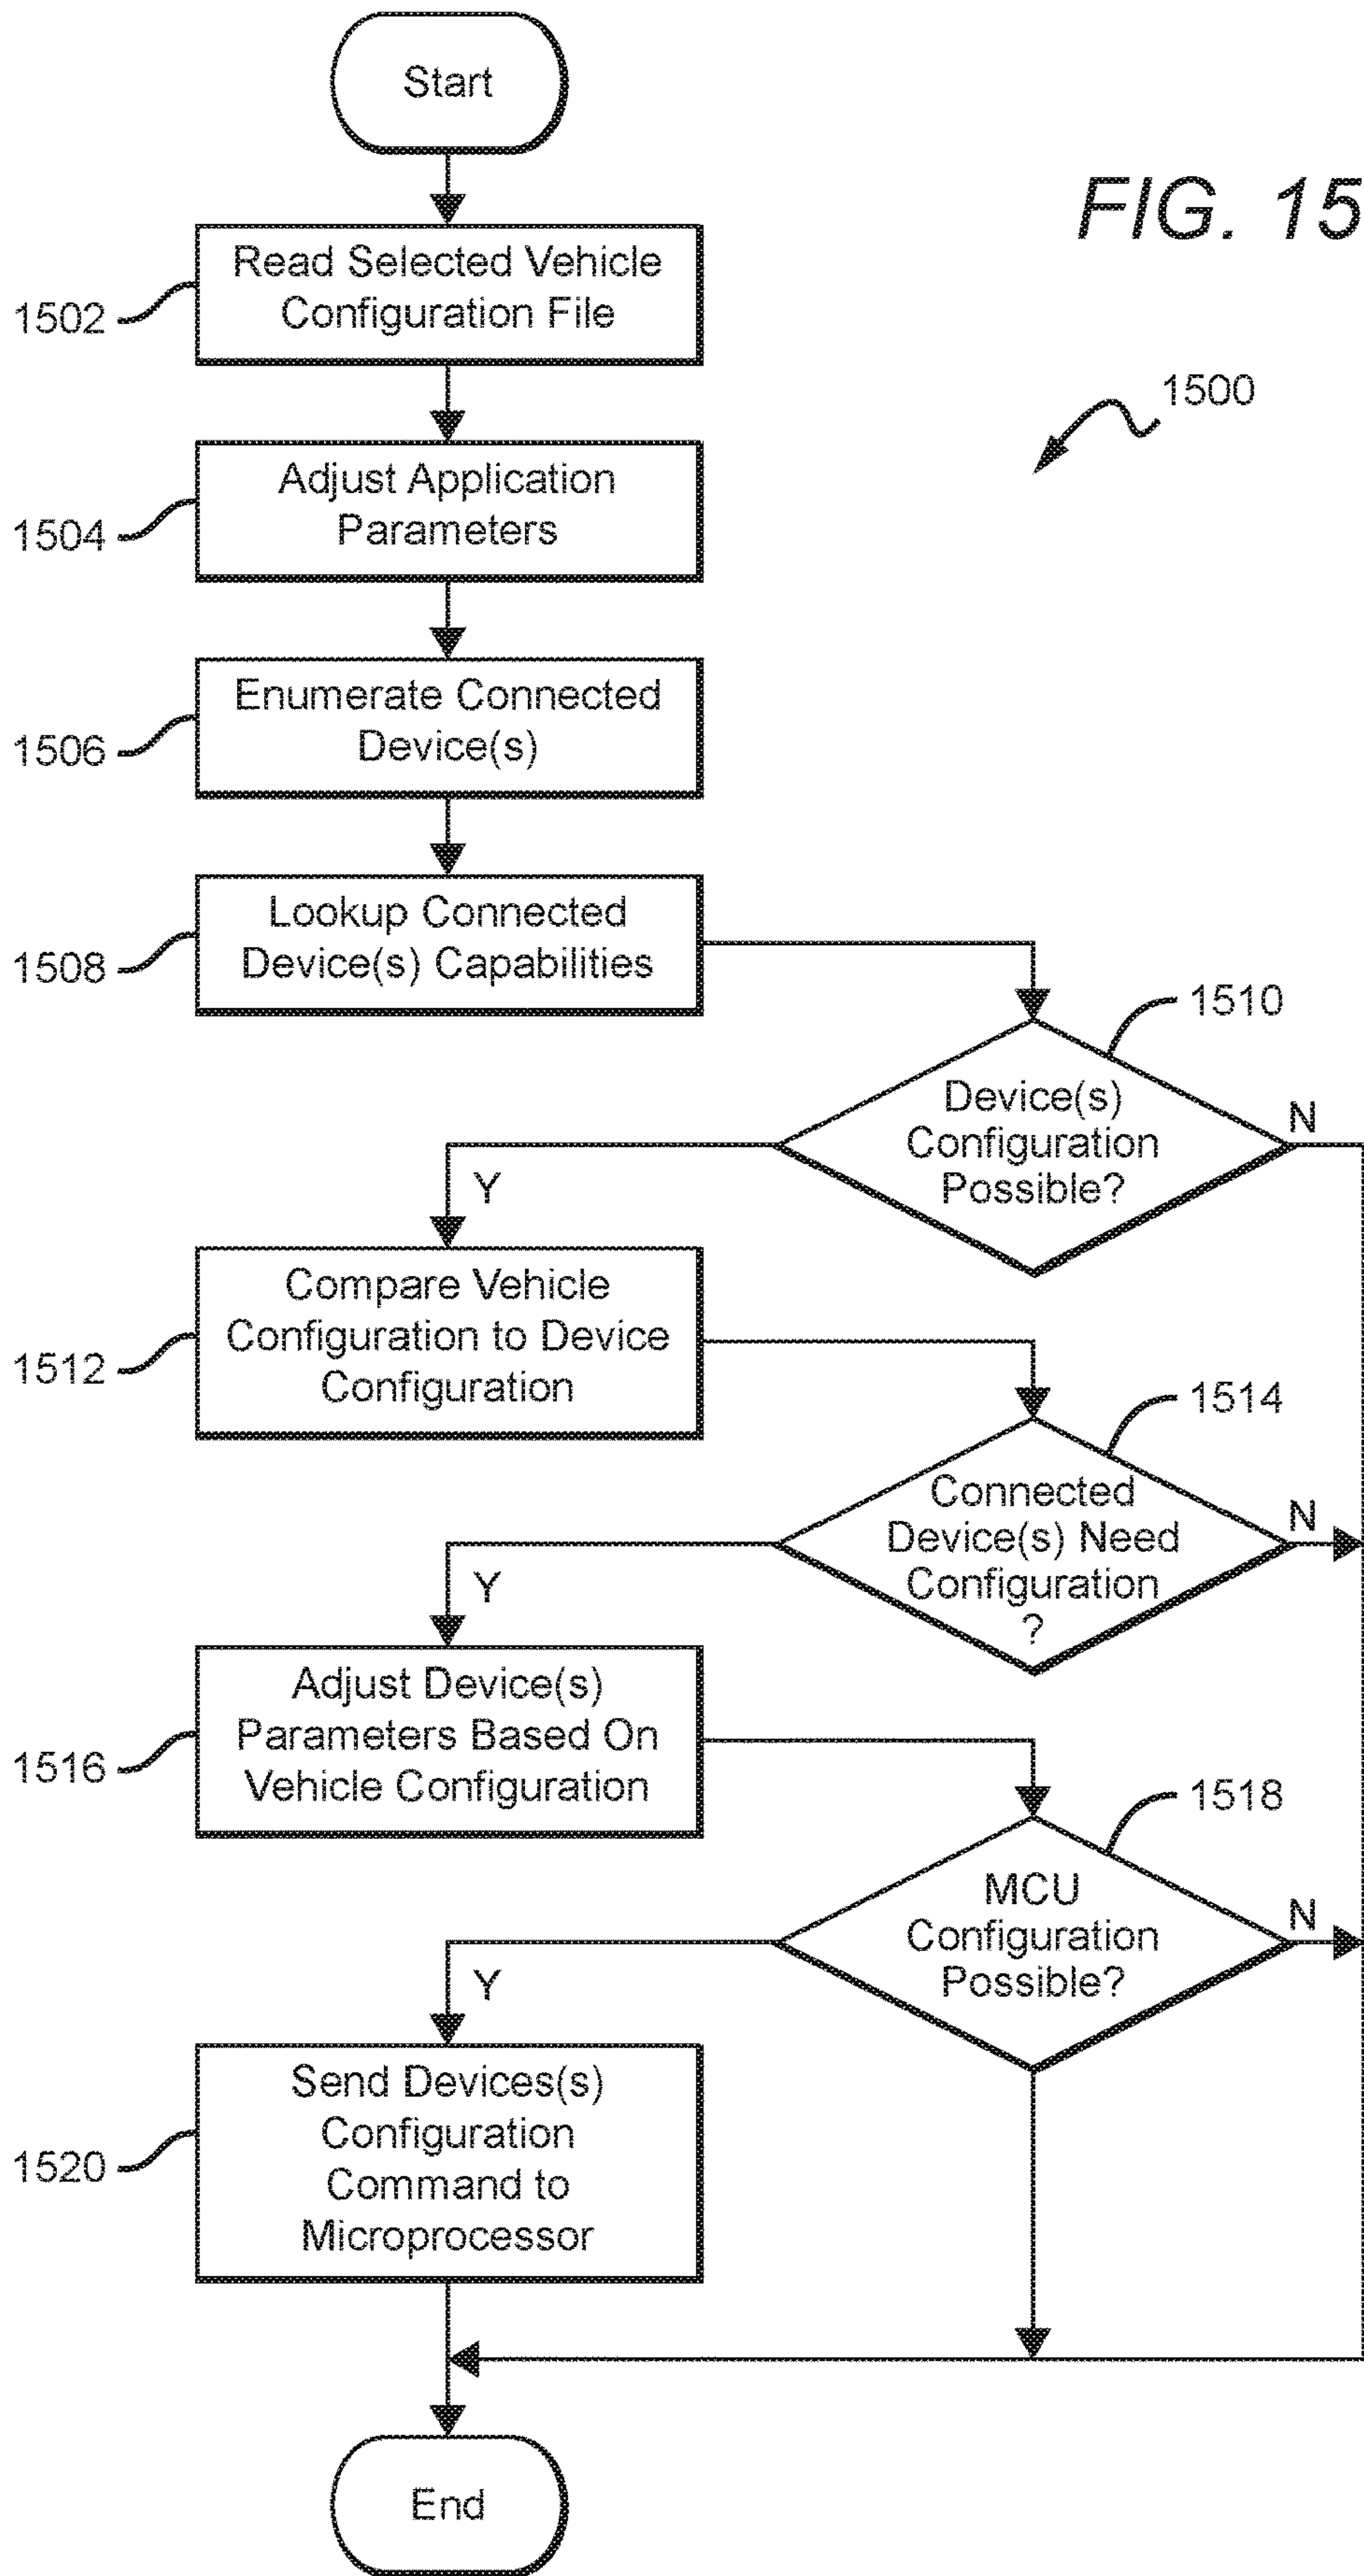 Start
FIG. 15
Read Selected Vehicle
Configuration File
1502
1500
Adjust Application
Parameters
1504
Enumerate Connected
Device(s)
1506
Lookup Connected
Device(s) Capabilities
1508
1510
Device(s)
Configuration
Possible?
N
Y
Compare Vehicle
Configuration to Device
Configuration
1512
1514
Connected
Device(s) Need
Configuration
?
N
Y
Adjust Device(s)
Parameters Based On
Vehicle Configuration
1516
1518
MCU
Configuration
Possible?
N
Y
Send Devices(s)
Configuration
Command to
Microprocessor
1520
End